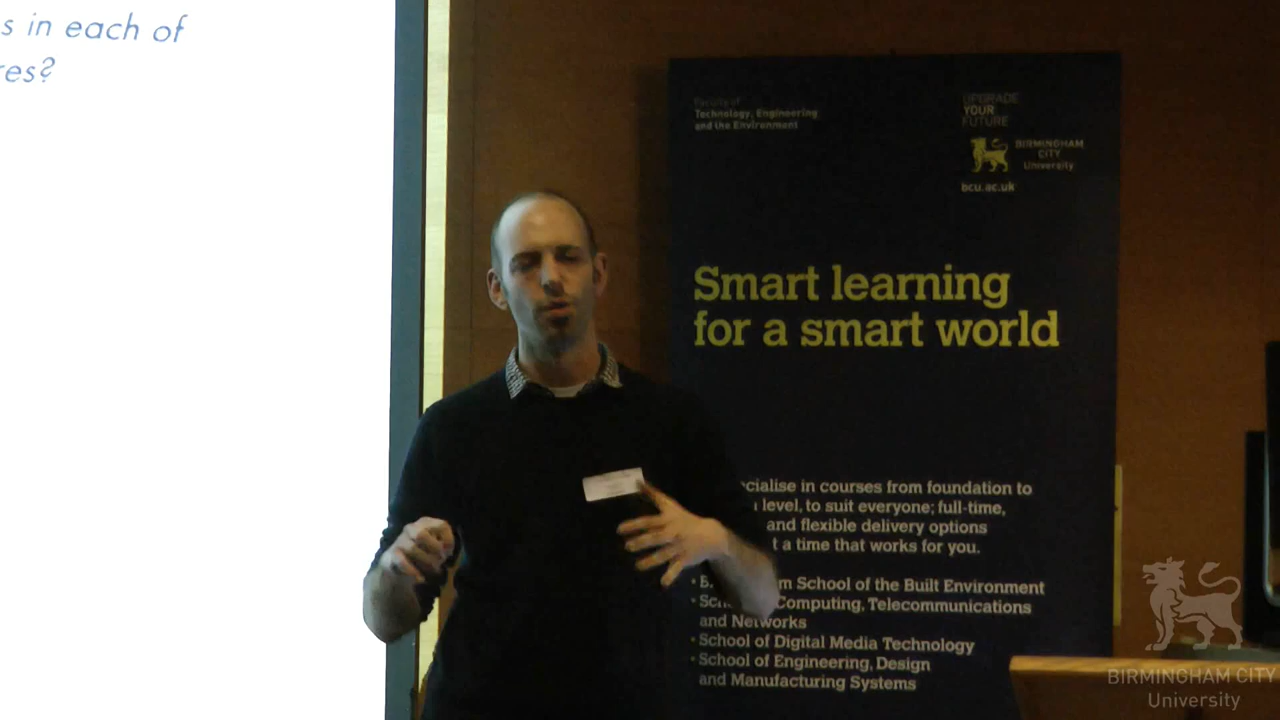 s in each of
res?
Faculty of
Technology, Engineering
and the Environment
UPGRADE
YOUR
FUTURE
BIRMINGHAM
CITY
University
bcu.ac.uk
Smart learning
for a smart world
cialise in courses from foundation to
level, to suit everyone; full-time,
and flexible delivery options
t a time that works for you.
• B m School of the Built Environment
• Sch Computing, Telecommunications
and Networks
• School of Digital Media Technology
• School of Engineering, Design
and Manufacturing Systems
BIRMINGHAM CITY
University